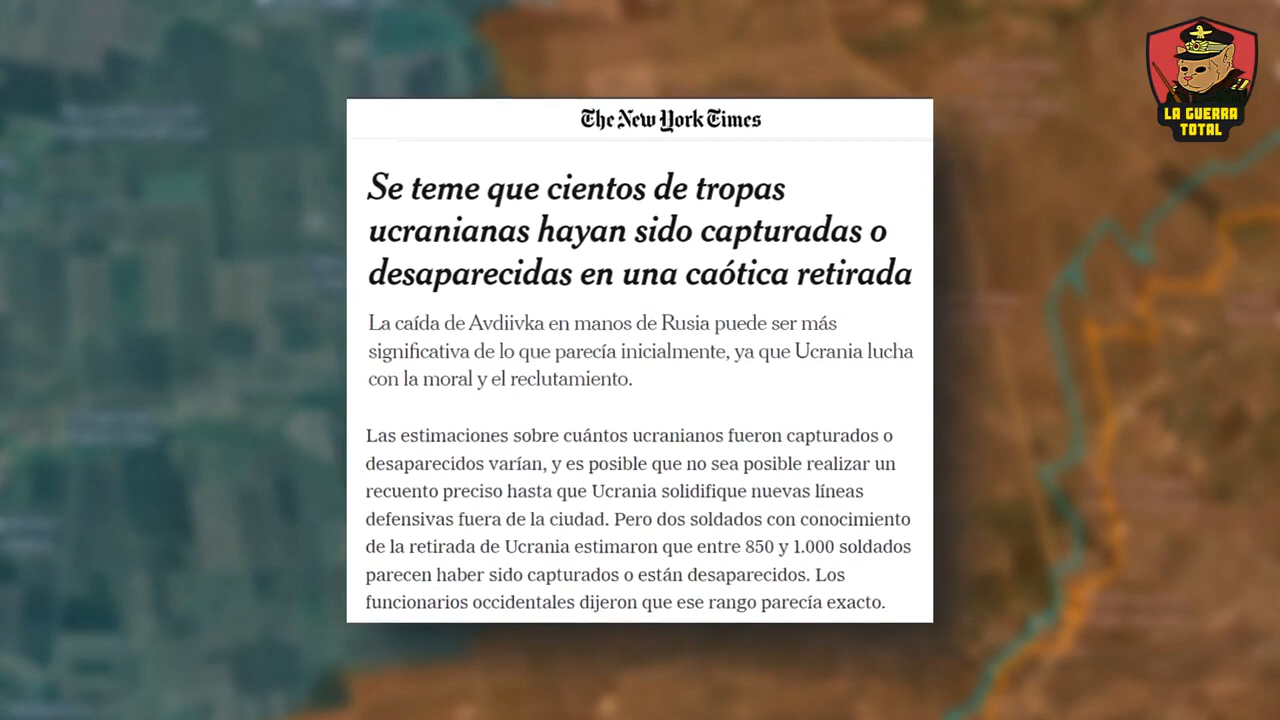 The New York Times
LA GUERRA
TOTAL
Se teme que cientos de tropas
ucranianas hayan sido capturadas o
desaparecidas en una caótica retirada
La caída de Avdiivka en manos de Rusia puede ser más
significativa de lo que parecía inicialmente, ya que Ucrania lucha
con la moral y el reclutamiento.
Las estimaciones sobre cuántos ucranianos fueron capturados o
desaparecidos varían, y es posible que no sea posible realizar un
recuento preciso hasta que Ucrania solidifique nuevas líneas
defensivas fuera de la ciudad. Pero dos soldados con conocimiento
de la retirada de Ucrania estimaron que entre 850 y 1.000 soldados
parecen haber sido capturados o están desaparecidos. Los
funcionarios occidentales dijeron que ese rango parecía exacto.